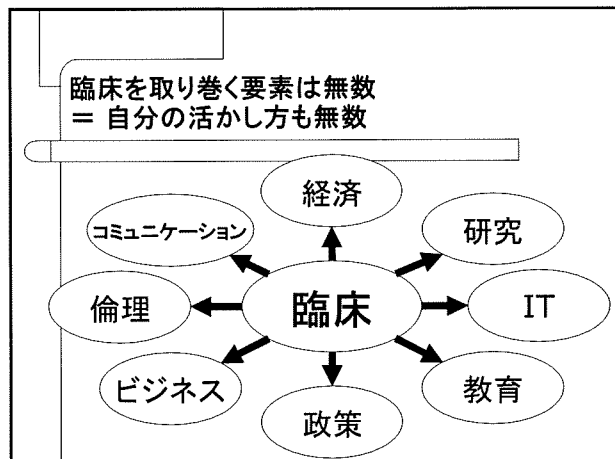 臨床を取り巻く要素は無数
＝ 自分の活かし方も無数
経済
コミュニケーション
研究
倫理
臨床
IT
ビジネス
教育
政策